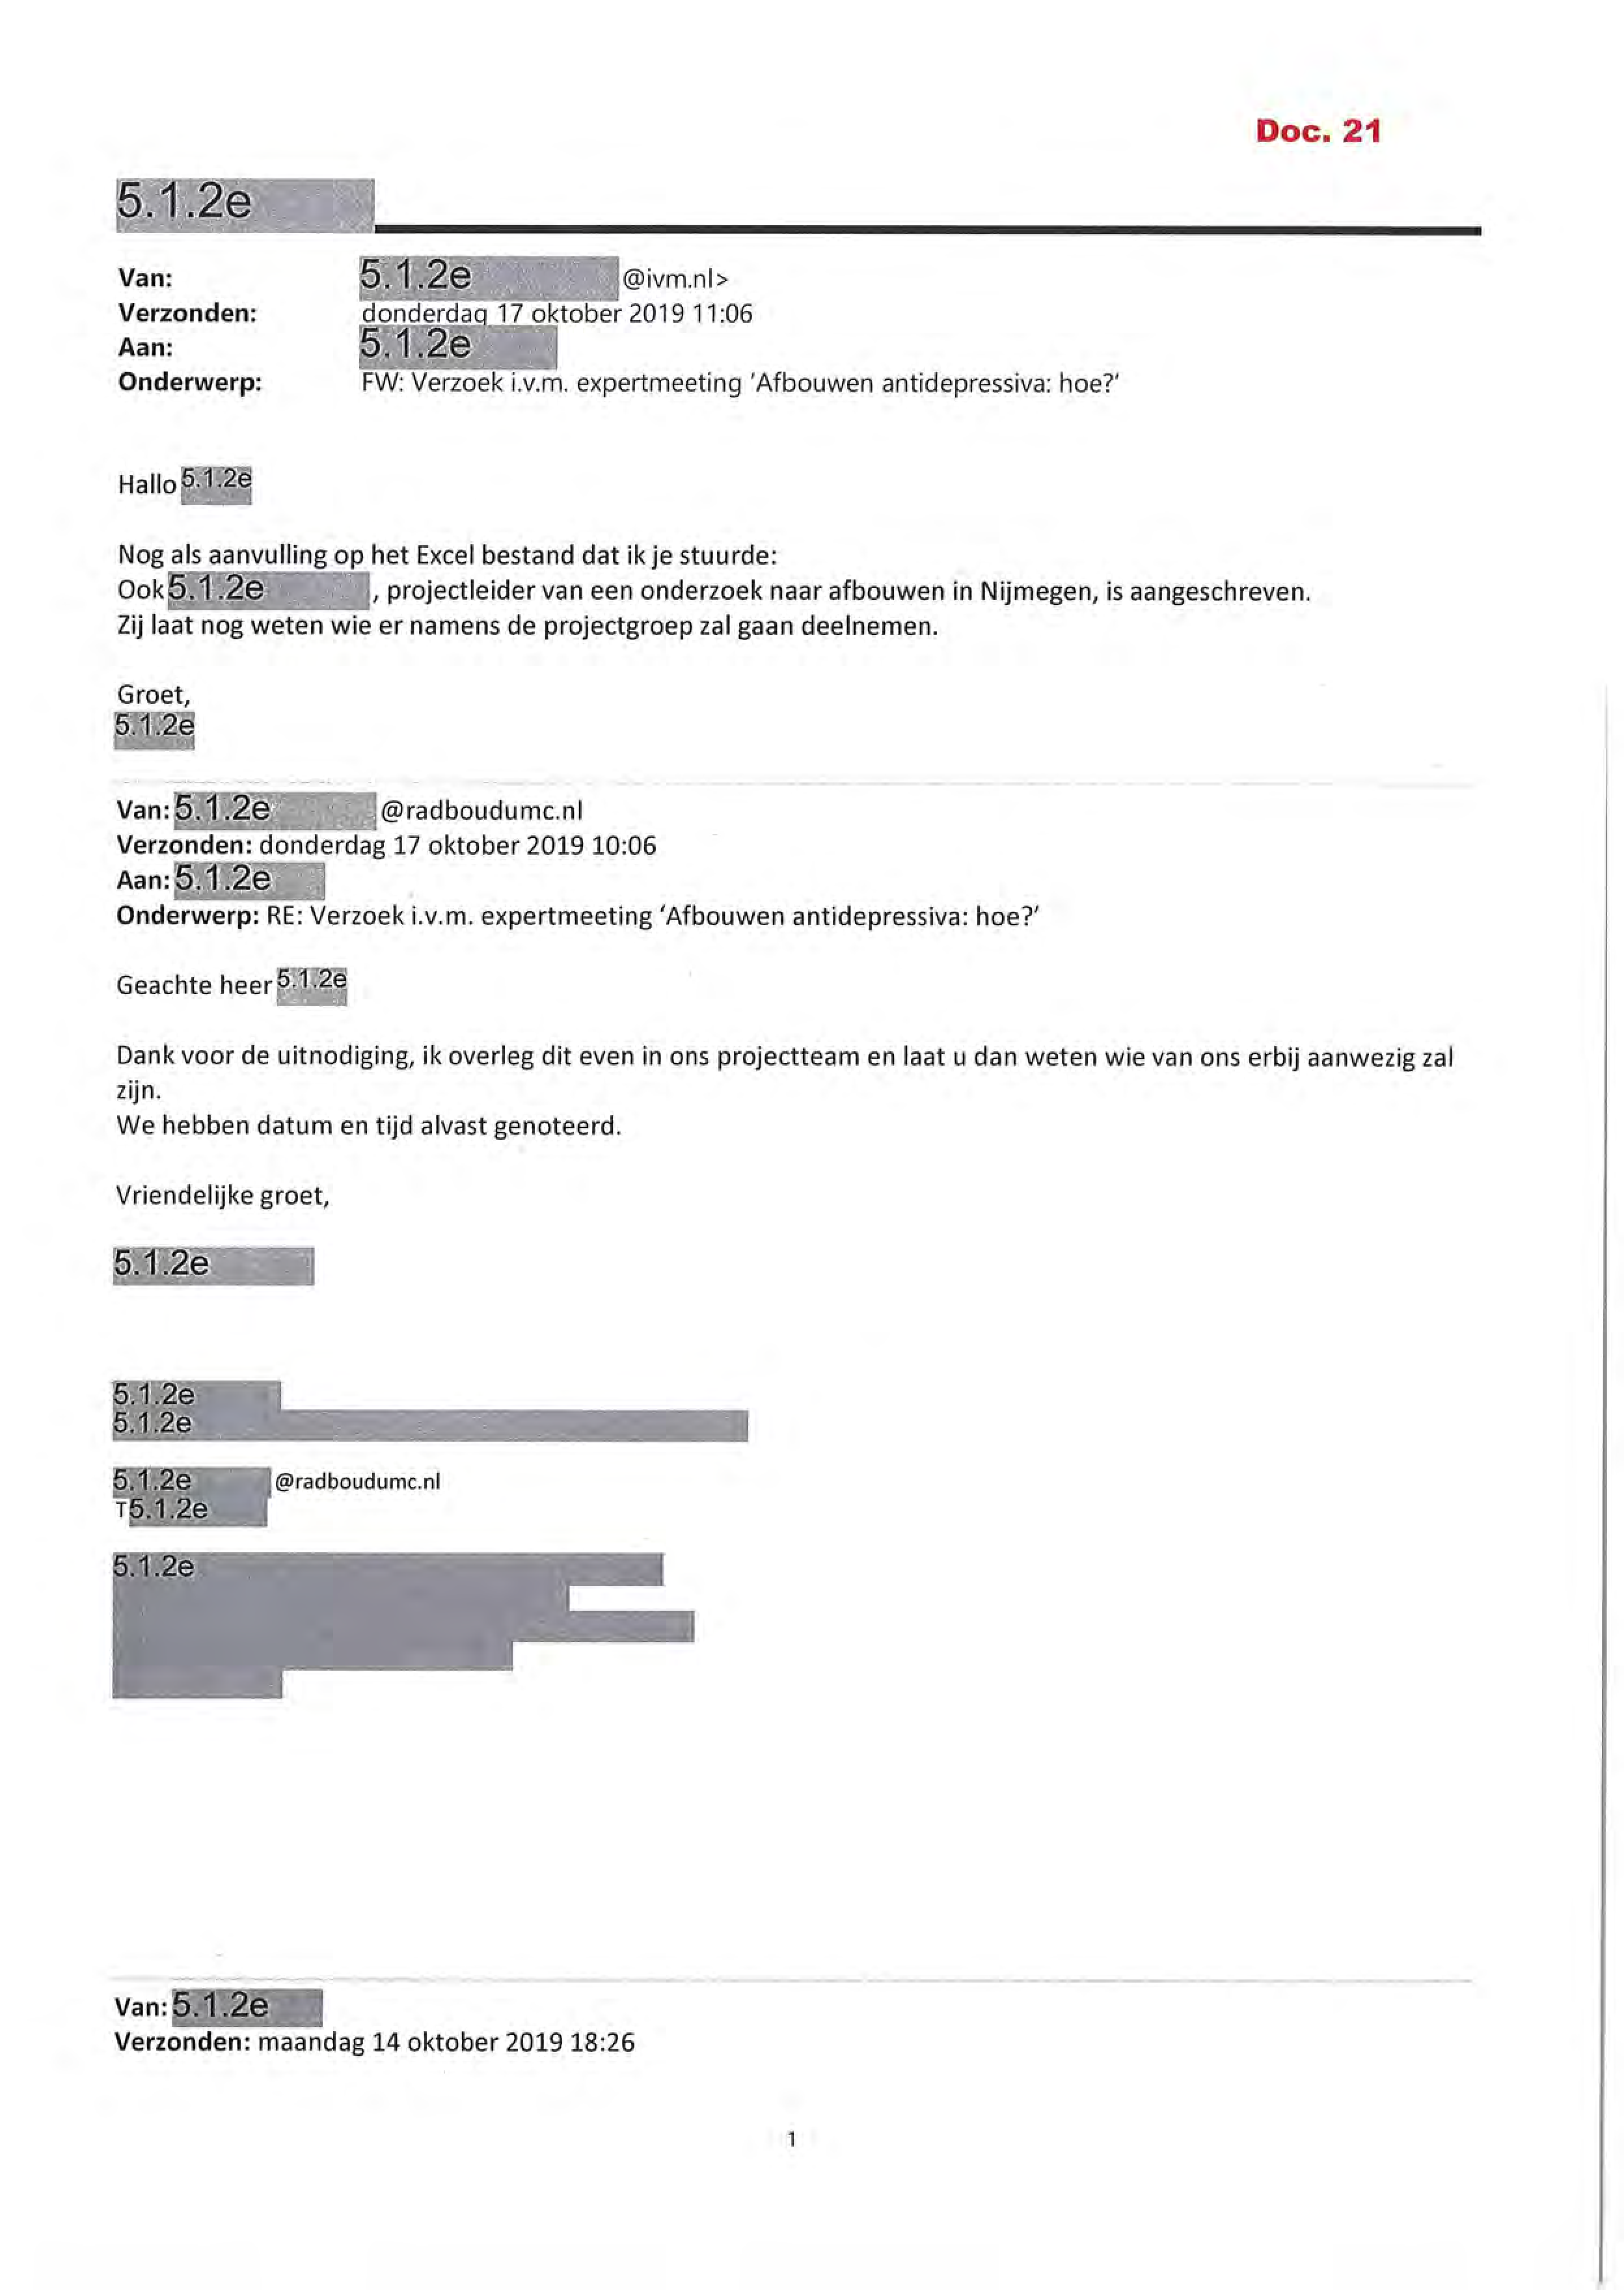 Doc. 21
5.1.2e
Van: 5.1.2e @ivm.nl>
Verzonden: donderdag 17 oktober 2019 11:06
Aan: 5.1.2e
Onderwerp: FW: Verzoek i.v.m. expertmeeting 'Afbouwen antidepressiva: hoe?'
Hallo 5.1.2e
Nog als aanvulling op het Excel bestand dat ik je stuurde:
Ook 5.1.2e , projectleider van een onderzoek naar afbouwen in Nijmegen, is aangeschreven.
Zij laat nog weten wie er namens de projectgroep zal gaan deelnemen.
Groet,
5.1.2e
Van: 5.1.2e @radboudumc.nl
Verzonden: donderdag 17 oktober 2019 10:06
Aan: 5.1.2e
Onderwerp: RE: Verzoek i.v.m. expertmeeting 'Afbouwen antidepressiva: hoe?'
Geachte heer 5.1.2e
Dank voor de uitnodiging, ik overleg dit even in ons projectteam en laat u dan weten wie van ons erbij aanwezig zal
zijn.
We hebben datum en tijd alvast genoteerd.
Vriendelijke groet,
5.1.2e
5.1.2e
5.1.2e
5.1.2e @radboudumc.nl
T 5.1.2e
5.1.2e
Van: 5.1.2e
Verzonden: maandag 14 oktober 2019 18:26
1